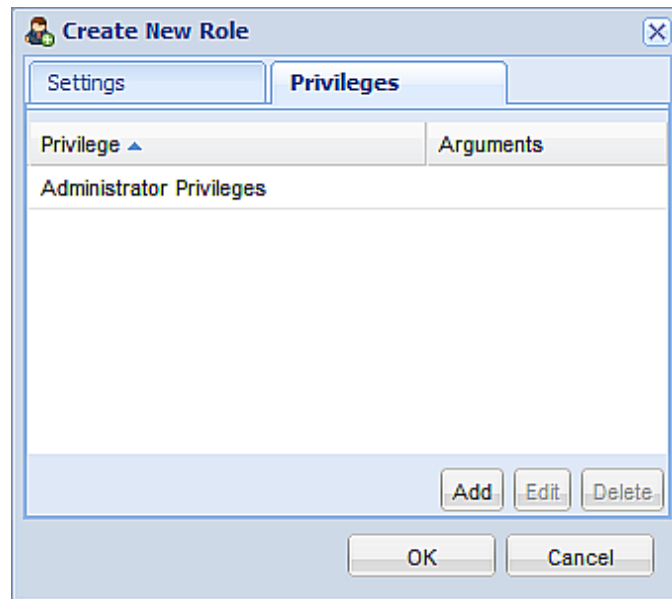 Create New Role
Settings Privileges
Privilege Arguments
Administrator Privileges
Add Edit Delete
OK Cancel